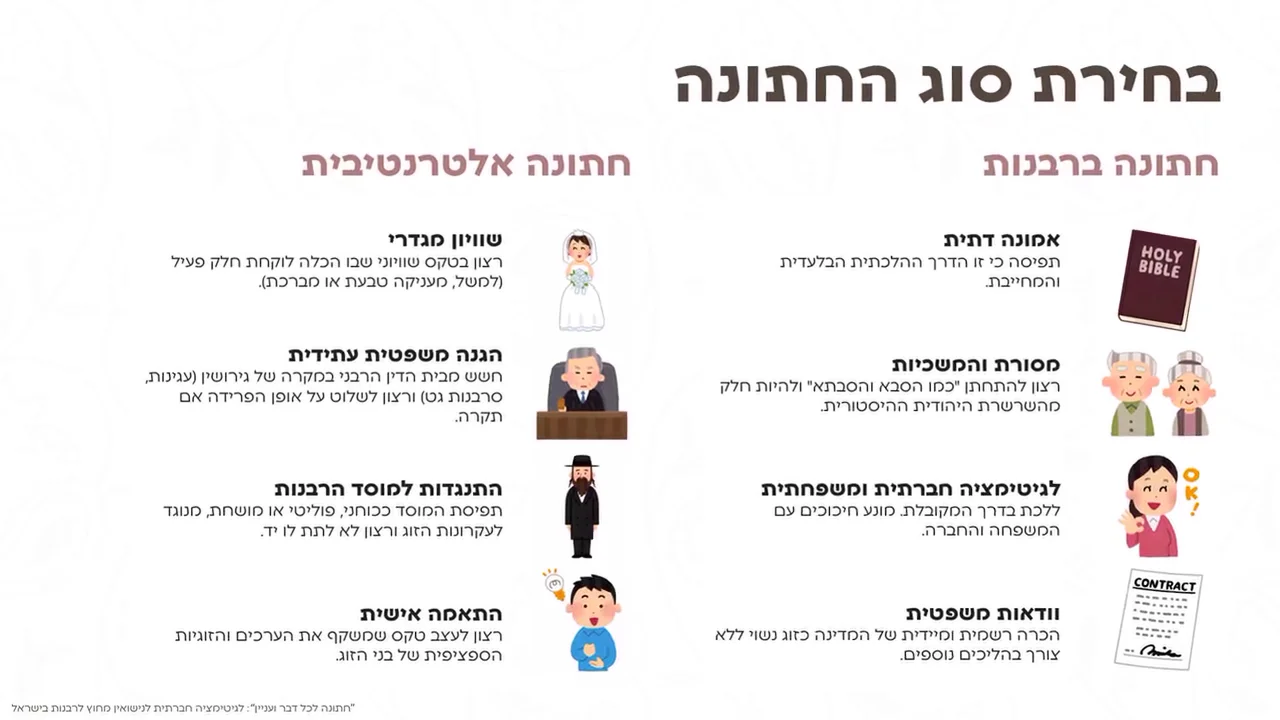 בחירת סוג החתונה
חתונה ברבנות
HOLY
BIBLE
אמונה דתית
תפיסה כי זו הדרך ההלכתית הבלעדית
והמחייבת.
מסורת והמשכיות
רצון להתחתן "כמו הסבא והסבתא" ולהיות חלק
מהשרשרת היהודית ההיסטורית.
OK!
לגיטימציה חברתית ומשפחתית
ללכת בדרך המקובלת. מונע חיכוכים עם
המשפחה והחברה.
CONTRACT
וודאות משפטית
הכרה רשמית ומיידית של המדינה כזוג נשוי ללא
צורך בהליכים נוספים.
חתונה אלטרנטיבית
שוויון מגדרי
רצון בטקס שוויוני שבו הכלה לוקחת חלק פעיל
(למשל, מעניקה טבעת או מברכת).
הגנה משפטית עתידית
חשש מבית הדין הרבני במקרה של גירושין (עגינות,
סרבנות גט) ורצון לשלוט על אופן הפרידה אם
תקרה.
התנגדות למוסד הרבנות
תפיסת המוסד ככוחני, פוליטי או מושחת, מנוגד
לעקרונות הזוג ורצון לא לתת לו יד.
התאמה אישית
רצון לעצב טקס שמשקף את הערכים והזוגיות
הספציפית של בני הזוג.
"חתונה לכל דבר ועניין": לגיטימציה חברתית לנישואין מחוץ לרבנות בישראל